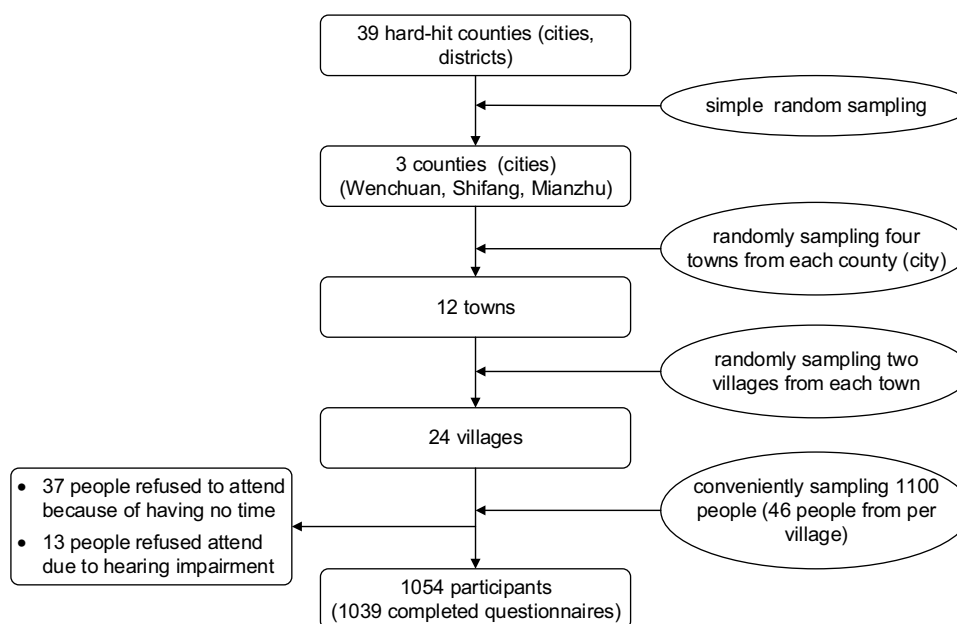 39 hard-hit counties (cities,
districts)
simple random sampling
3 counties (cities)
(Wenchuan, Shifang, Mianzhu)
randomly sampling four
towns from each county (city)
12 towns
randomly sampling two
villages from each town
24 villages
• 37 people refused to attend
because of having no time
• 13 people refused attend
due to hearing impairment
conveniently sampling 1100
people (46 people from per
village)
1054 participants
(1039 completed questionnaires)